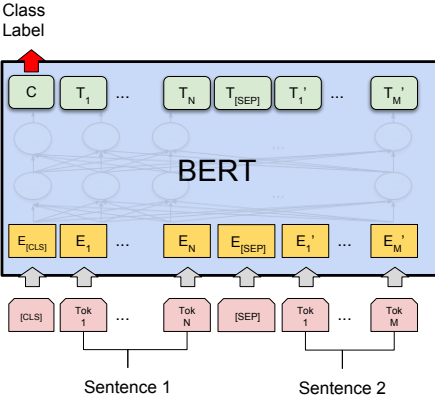 Class
Label
C T1 ... TN T[SEP] T1' ... TM'
...
BERT
...
E[CLS] E1 ... EN E[SEP] E1' ... EM'
[CLS] Tok 1 ... Tok N [SEP] Tok 1 ... Tok M
Sentence 1 Sentence 2